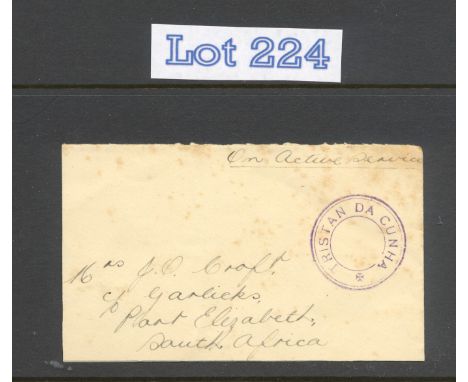 Lot 224
On Active Service
TRISTAN DA CUNHA
Mrs J. O. Croft.
c/o Garlicks,
Port Elizabeth,
South Africa